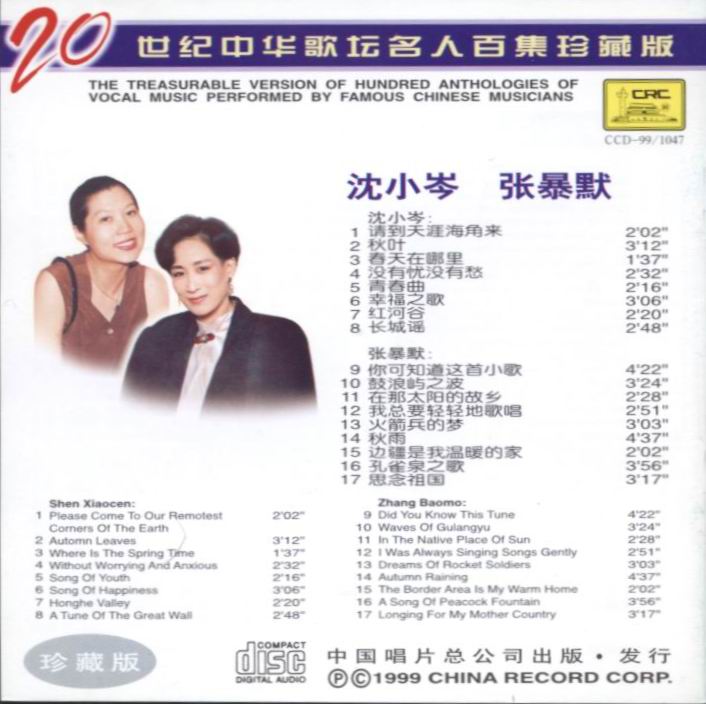 20世纪中华歌坛名人百集珍藏版
THE TREASURABLE VERSION OF HUNDRED ANTHOLOGIES OF
VOCAL MUSIC PERFORMED BY FAMOUS CHINESE MUSICIANS
CRC
CCD-99/1047
沈小岑 张暴默
沈小岑:
1 请到天涯海角来 2'02"
2 秋叶 3'12"
3 春天在哪里 1'37"
4 没有忧没有愁 2'32"
5 青春曲 2'16"
6 幸福之歌 3'06"
7 红河谷 2'20"
8 长城谣 2'48"
张暴默:
9 你可知道这首小歌 4'22"
10 鼓浪屿之波 3'24"
11 在那太阳的故乡 2'28"
12 我总要轻轻地歌唱 2'51"
13 火箭兵的梦 3'03"
14 秋雨 4'37"
15 边疆是我温暖的家 2'02"
16 孔雀泉之歌 3'56"
17 思念祖国 3'17"
Shen Xiaocen:
1 Please Come To Our Remotest 2'02"
Corners Of The Earth
2 Automn Leaves 3'12"
3 Where Is The Spring Time 1'37"
4 Without Worrying And Anxious 2'32"
5 Song Of Youth 2'16"
6 Song Of Happiness 3'06"
7 Honghe Valley 2'20"
8 A Tune Of The Great Wall 2'48"
Zhang Baomo:
9 Did You Know This Tune 4'22"
10 Waves Of Gulangyu 3'24"
11 In The Native Place Of Sun 2'28"
12 I Was Always Singing Songs Gently 2'51"
13 Dreams Of Rocket Soldiers 3'03"
14 Autumn Raining 4'37"
15 The Border Area Is My Warm Home 2'02"
16 A Song Of Peacock Fountain 3'56"
17 Longing For My Mother Country 3'17"
珍藏版
COMPACT
disc
DIGITAL AUDIO
中国唱片总公司出版·发行
ⓅⒸ1999 CHINA RECORD CORP.